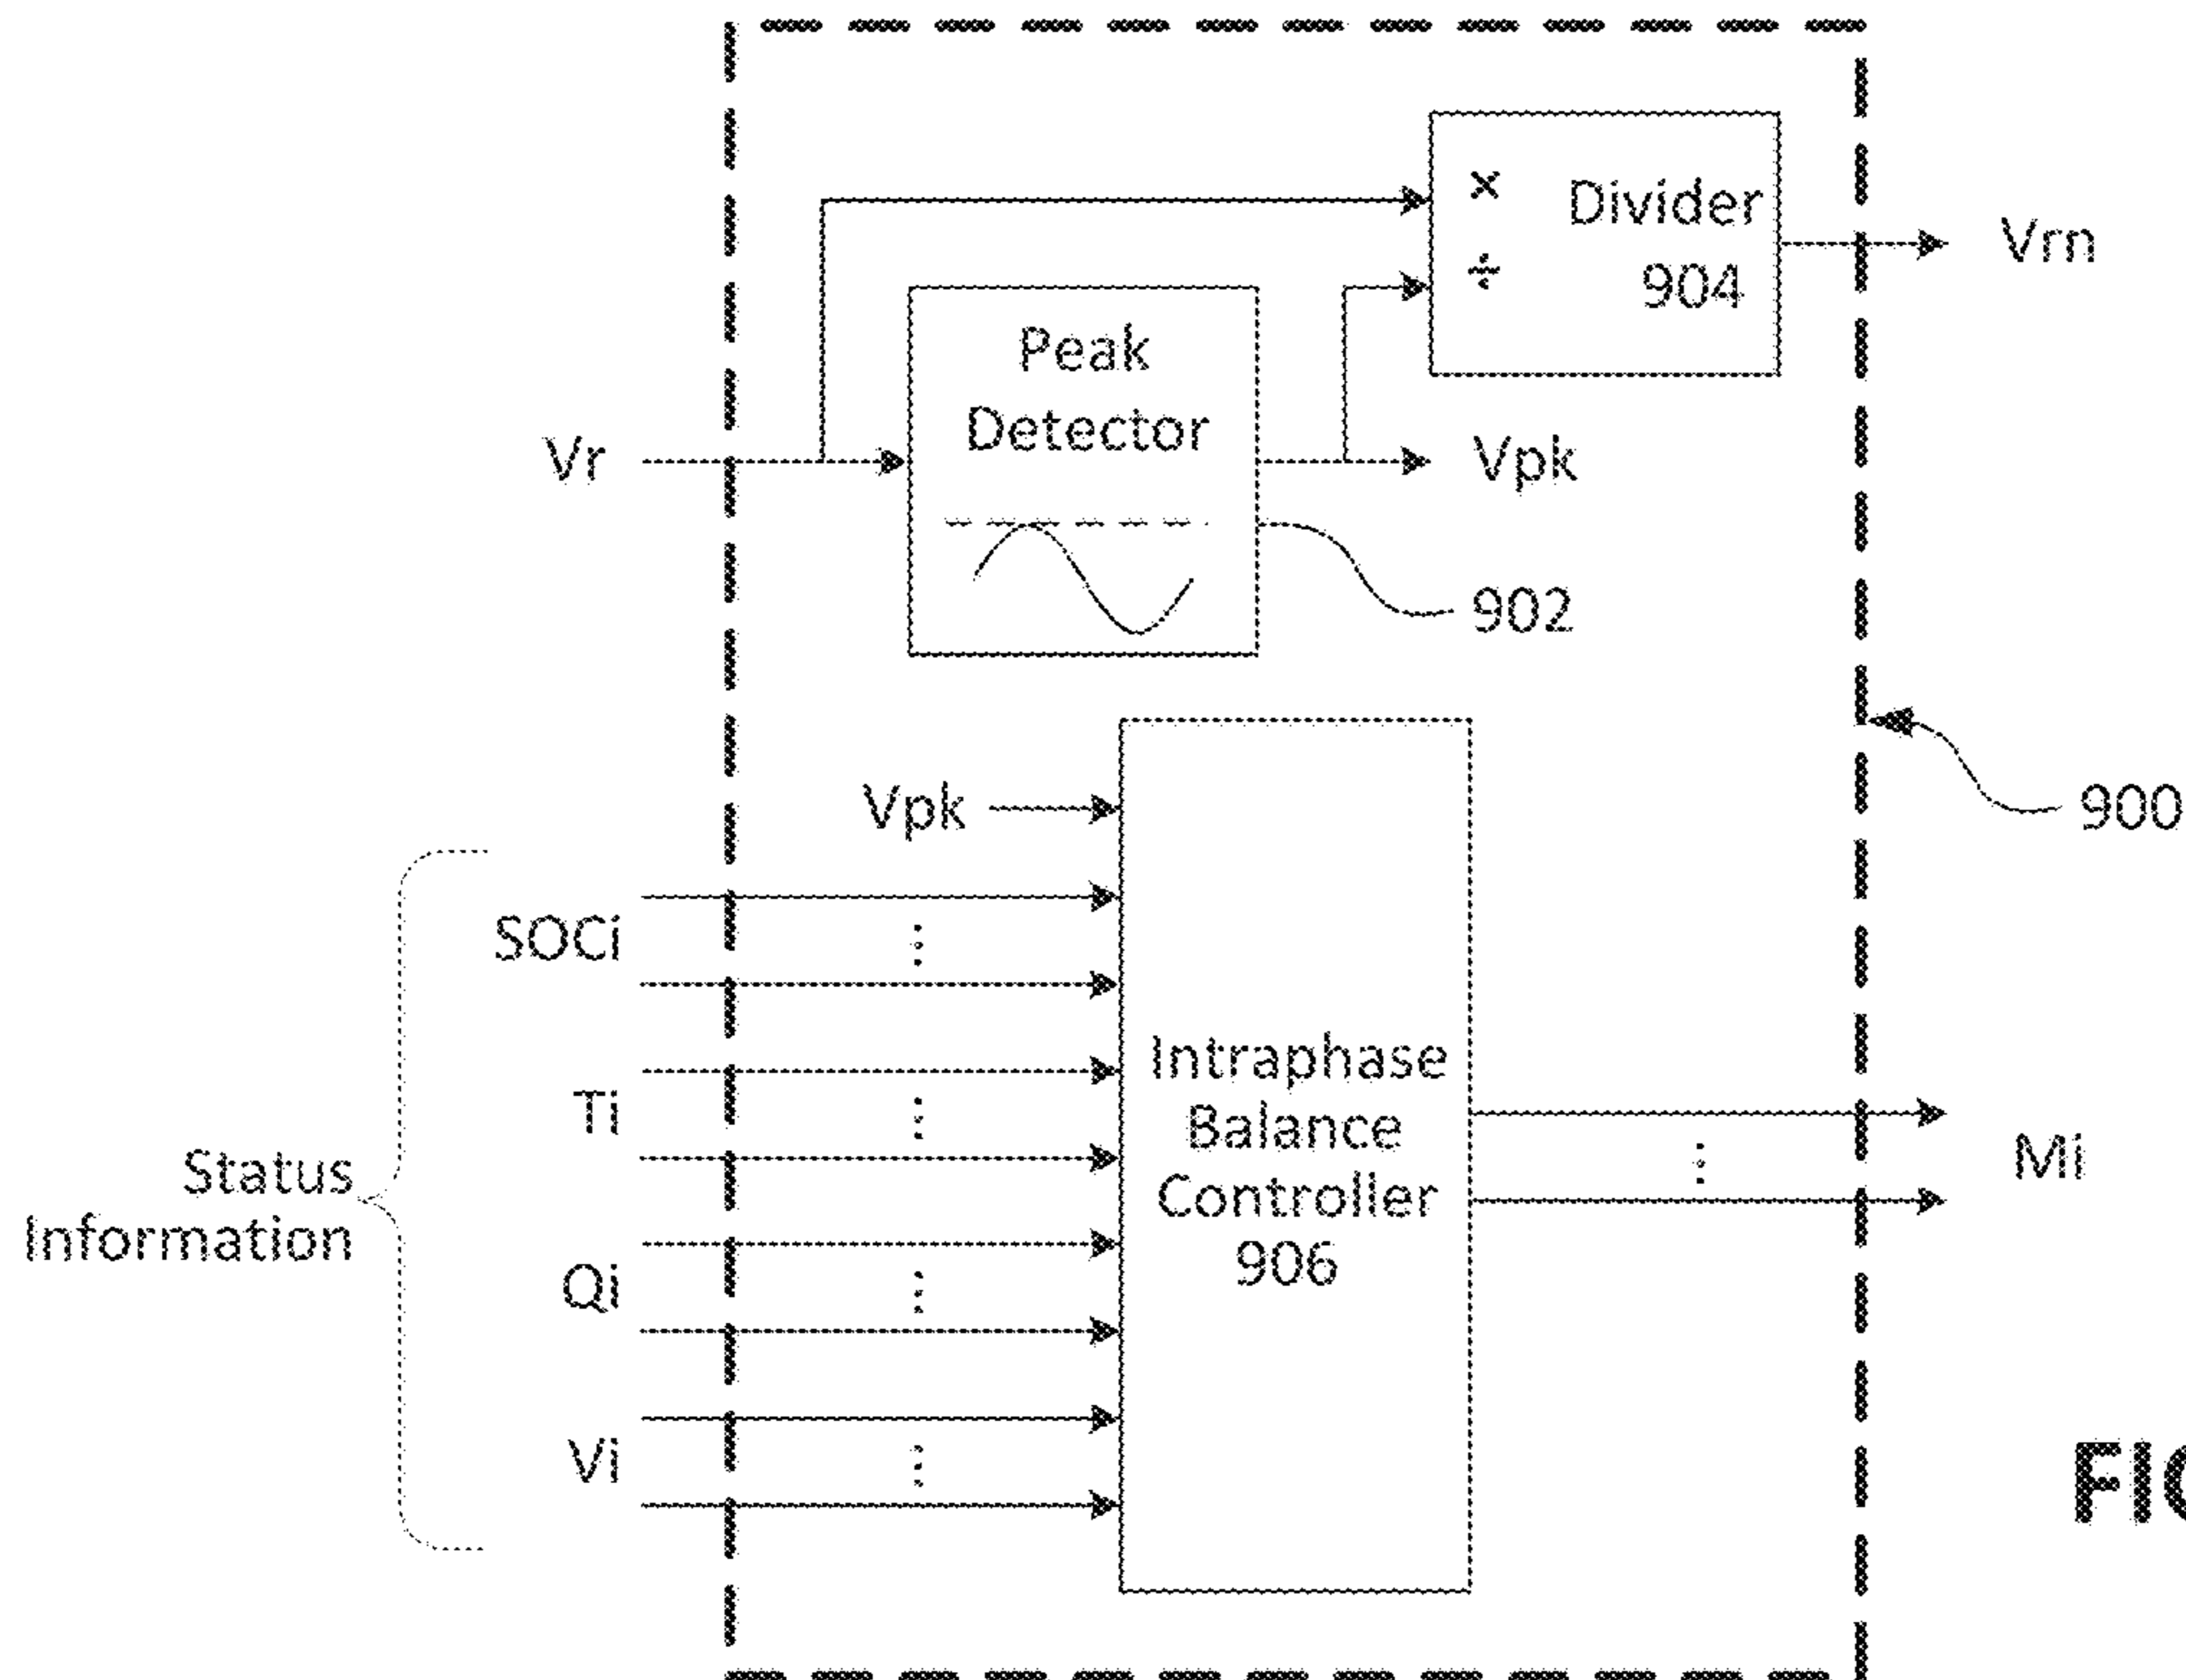 ×
Divider
÷
904
Vrn
Peak
Detector
Vr
Vpk
902
Vpk
900
SOCi
Ti
Qi
Vi
Status
Information
Intraphase
Balance
Controller
906
Mi